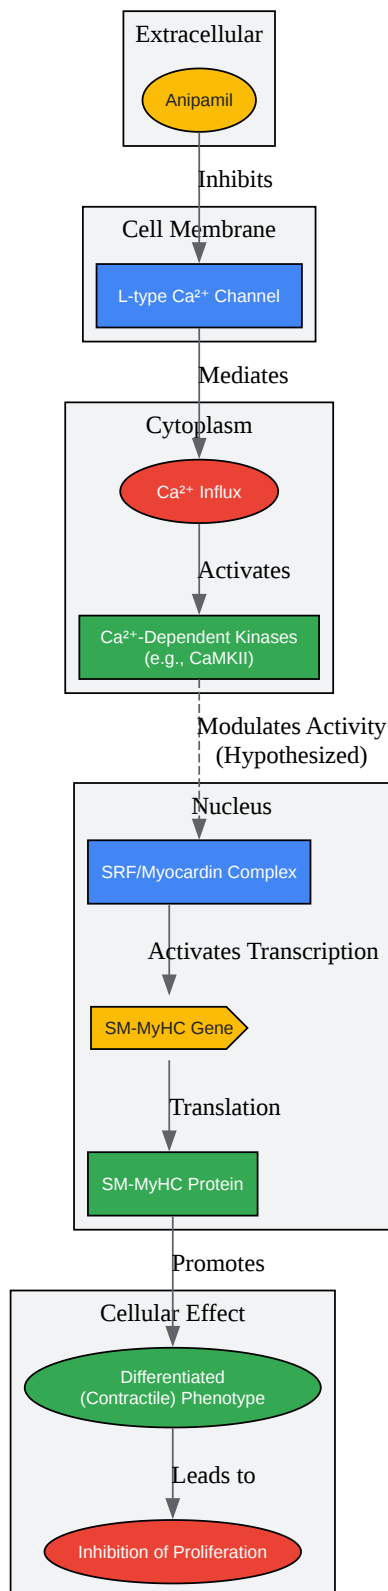 Extracellular
Anipamil
Inhibits
Cell Membrane
L-type Ca²⁺ Channel
Mediates
Cytoplasm
Ca²⁺ Influx
Activates
Ca²⁺-Dependent Kinases
(e.g., CaMKII)
Modulates Activity
(Hypothesized)
Nucleus
SRF/Myocardin Complex
Activates Transcription
SM-MyHC Gene
Translation
SM-MyHC Protein
Promotes
Cellular Effect
Differentiated
(Contractile) Phenotype
Leads to
Inhibition of Proliferation